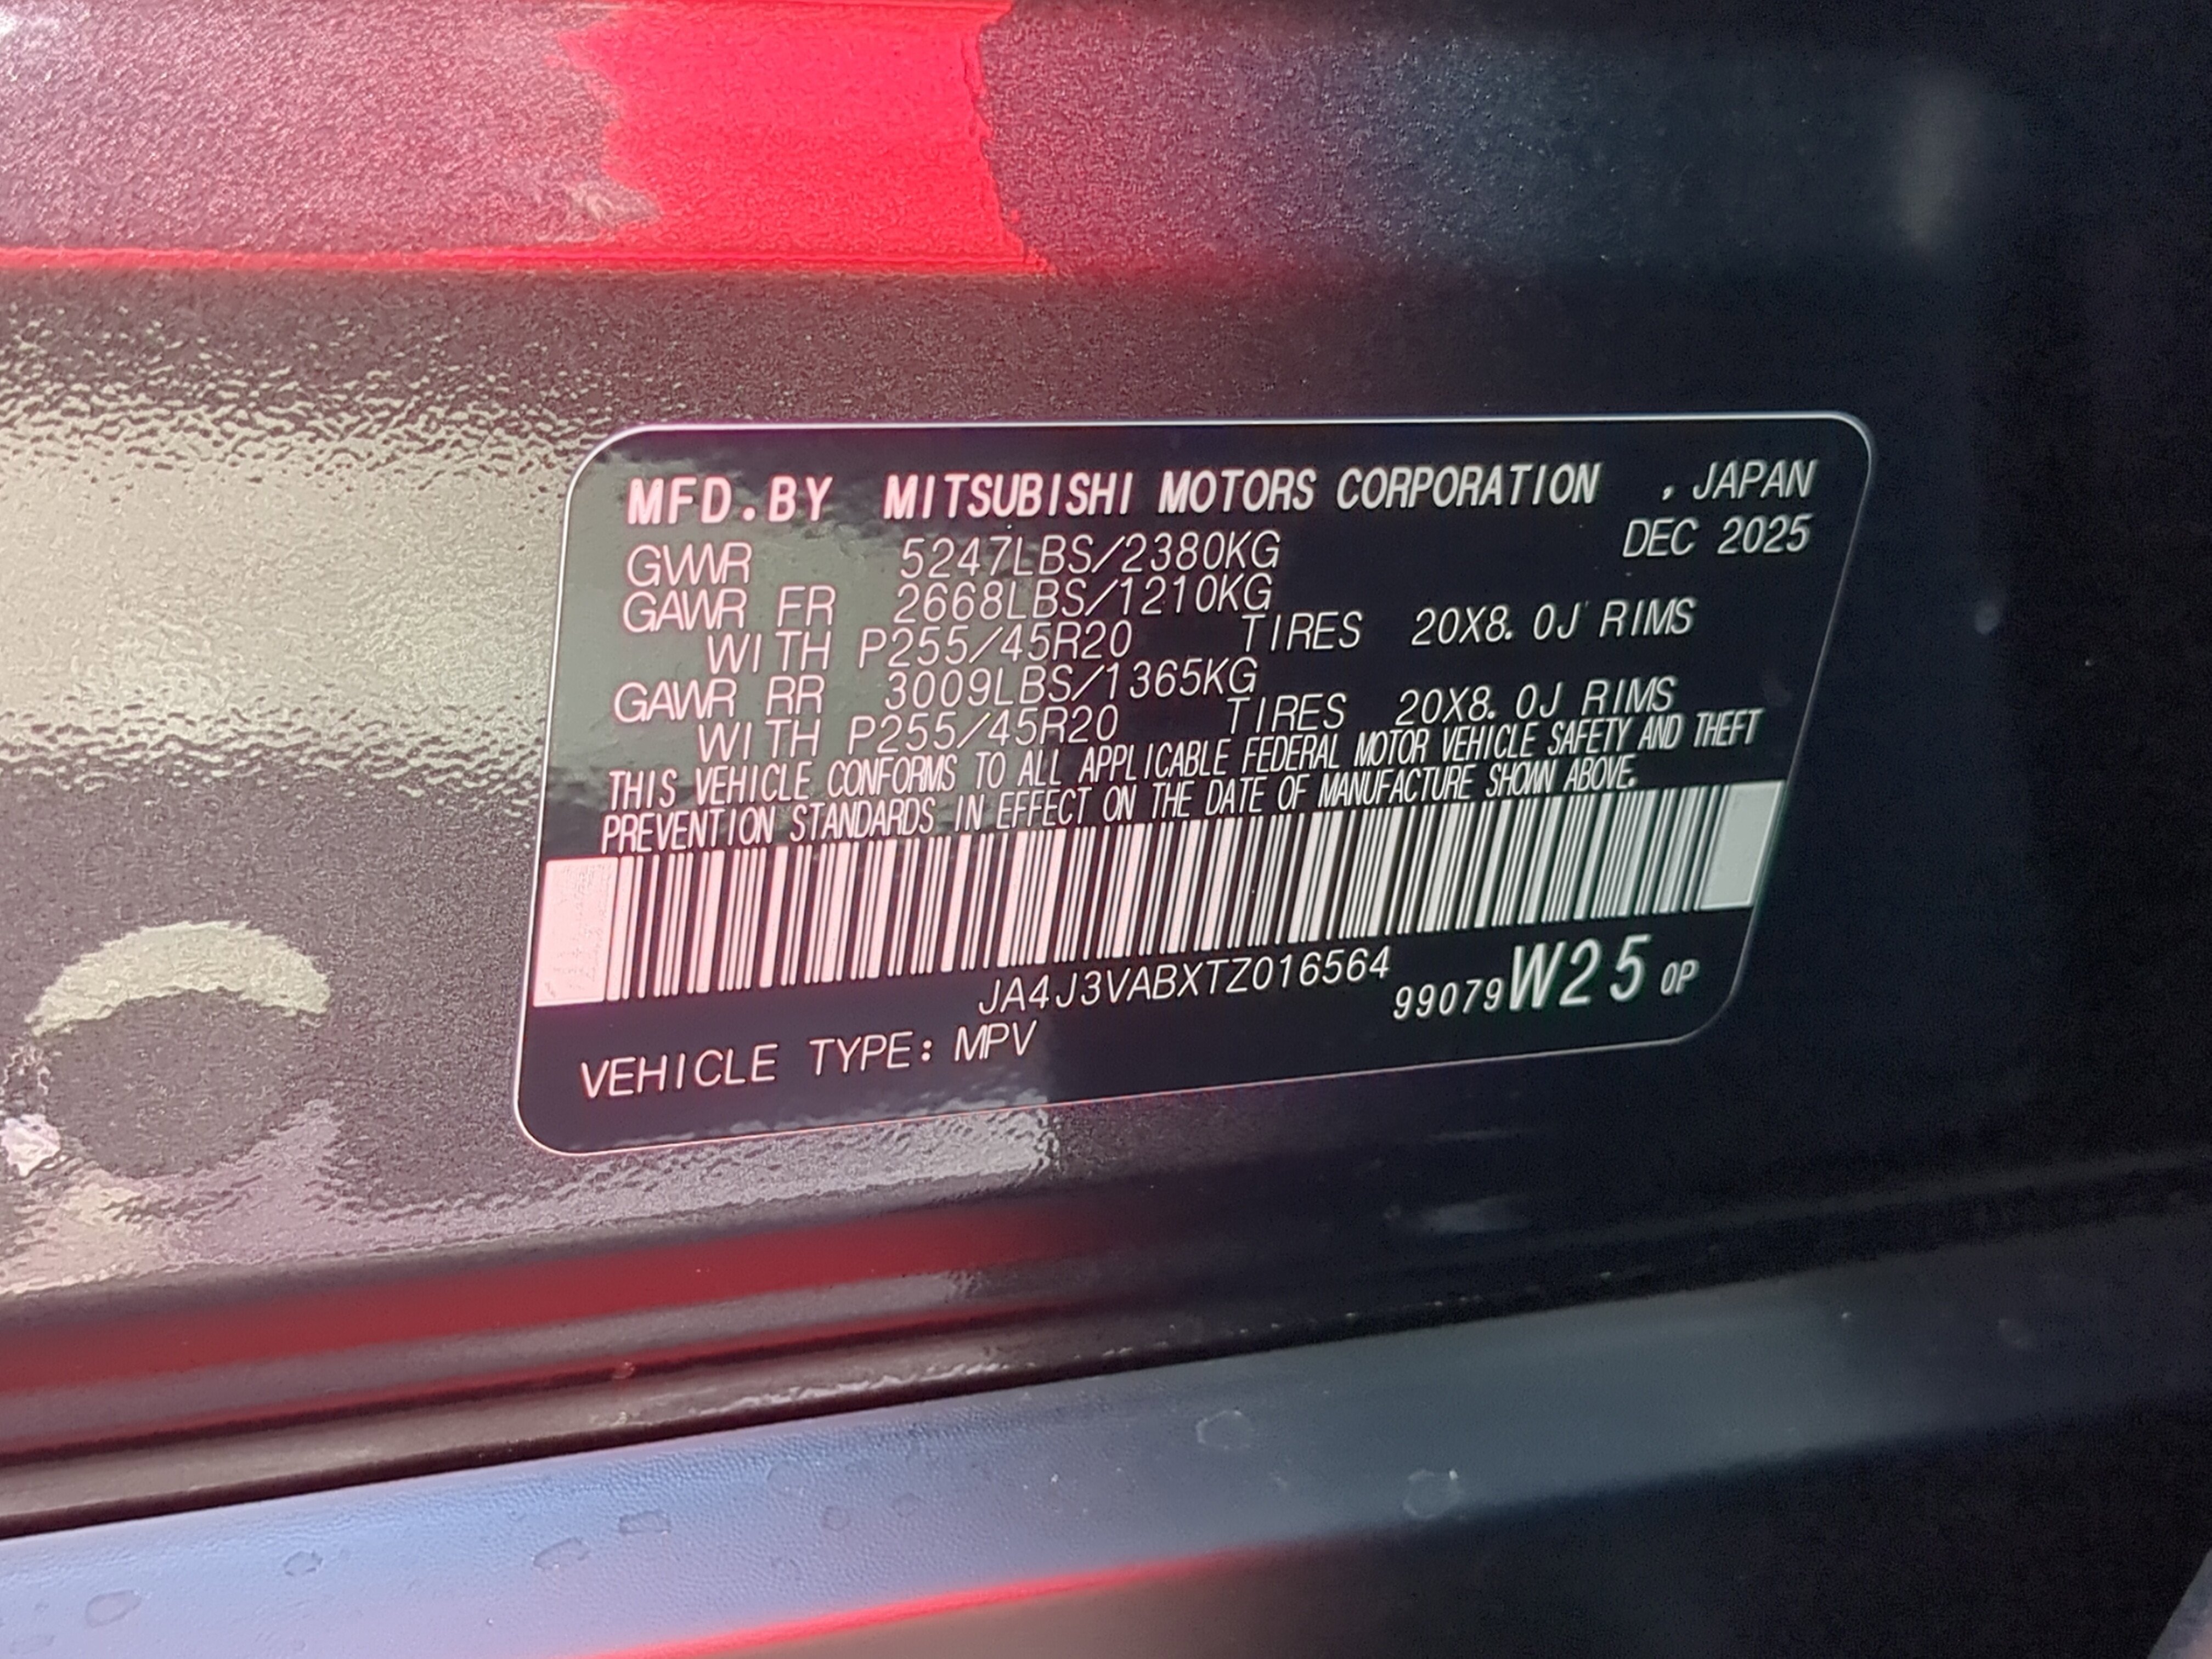 MFD.BY MITSUBISHI MOTORS CORPORATION , JAPAN
DEC 2025
GVWR 5247LBS/2380KG
GAWR FR 2668LBS/1210KG
WITH P255/45R20 TIRES 20X8.0J RIMS
GAWR RR 3009LBS/1365KG
WITH P255/45R20 TIRES 20X8.0J RIMS
THIS VEHICLE CONFORMS TO ALL APPLICABLE FEDERAL MOTOR VEHICLE SAFETY AND THEFT
PREVENTION STANDARDS IN EFFECT ON THE DATE OF MANUFACTURE SHOWN ABOVE.
JA4J3VABXTZ016564
99079W25 0P
VEHICLE TYPE: MPV